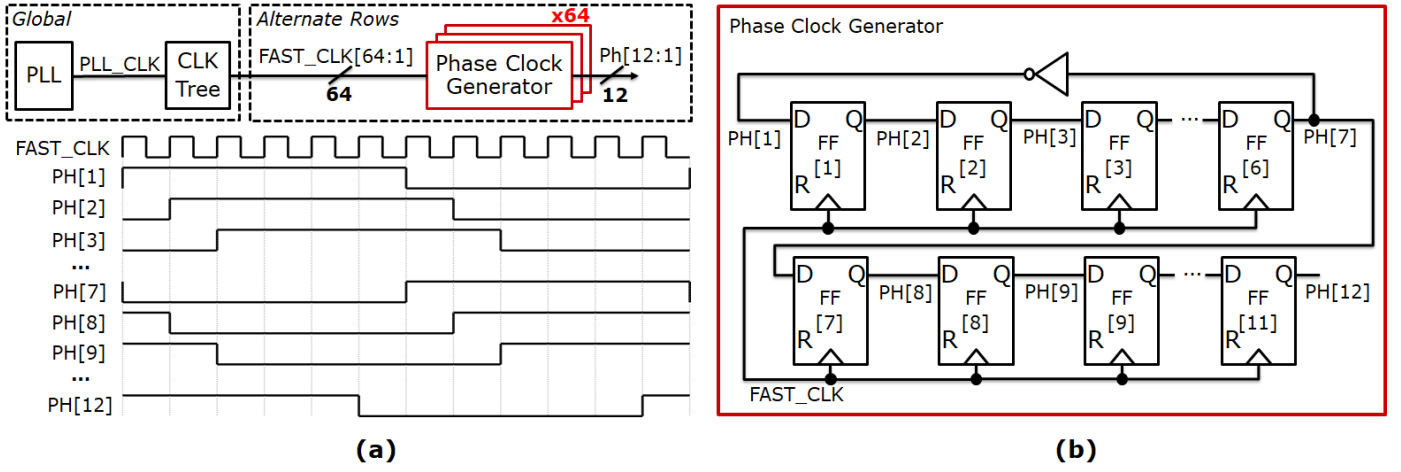 Global
PLL
PLL_CLK
CLK
Tree
Alternate Rows
x64
FAST_CLK[64:1]
64
Phase Clock
Generator
Ph[12:1]
12
FAST_CLK
PH[1]
PH[2]
PH[3]
...
PH[7]
PH[8]
PH[9]
...
PH[12]
(a)
Phase Clock Generator
PH[1]
D Q
FF
[1]
R
PH[2]
D Q
FF
[2]
R
PH[3]
D Q
FF
[3]
R
...
D Q
FF
[6]
R
PH[7]
D Q
FF
[7]
R
PH[8]
D Q
FF
[8]
R
PH[9]
D Q
FF
[9]
R
...
D Q
FF
[11]
R
PH[12]
FAST_CLK
(b)